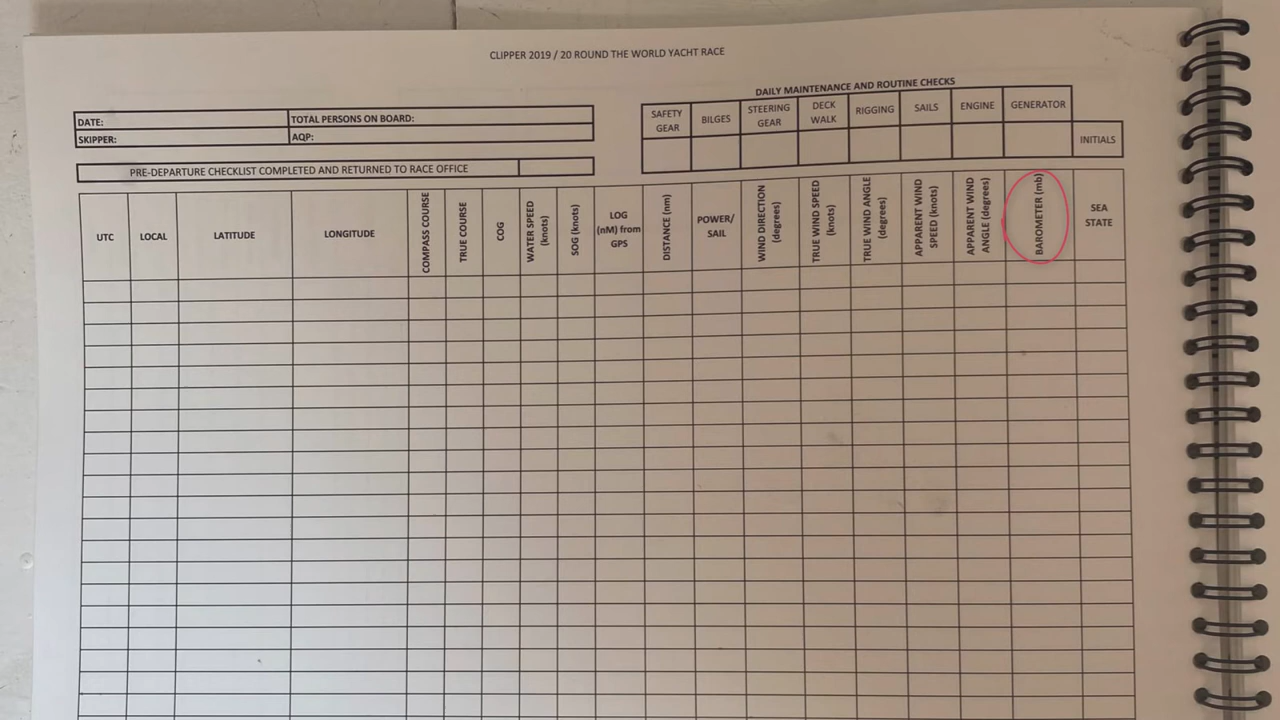 CLIPPER 2019 / 20 ROUND THE WORLD YACHT RACE
DAILY MAINTENANCE AND ROUTINE CHECKS
DATE:
TOTAL PERSONS ON BOARD:
SKIPPER:
AQP:
SAFETY
GEAR
BILGES
STEERING
GEAR
DECK
WALK
RIGGING
SAILS
ENGINE
GENERATOR
INITIALS
PRE-DEPARTURE CHECKLIST COMPLETED AND RETURNED TO RACE OFFICE
UTC
LOCAL
LATITUDE
LONGITUDE
COMPASS COURSE
TRUE COURSE
COG
WATER SPEED
(knots)
SOG (knots)
LOG
(nM) from
GPS
DISTANCE (nm)
POWER/
SAIL
WIND DIRECTION
(degrees)
TRUE WIND SPEED
(knots)
TRUE WIND ANGLE
(degrees)
APPARENT WIND
SPEED (knots)
APPARENT WIND
ANGLE (degrees)
BAROMETER (mb)
SEA
STATE